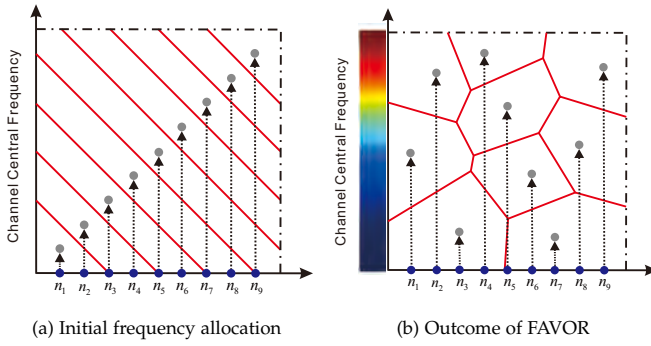 Channel Central Frequency
n1 n2 n3 n4 n5 n6 n7 n8 n9
(a) Initial frequency allocation
Channel Central Frequency
n1 n2 n3 n4 n5 n6 n7 n8 n9
(b) Outcome of FAVOR